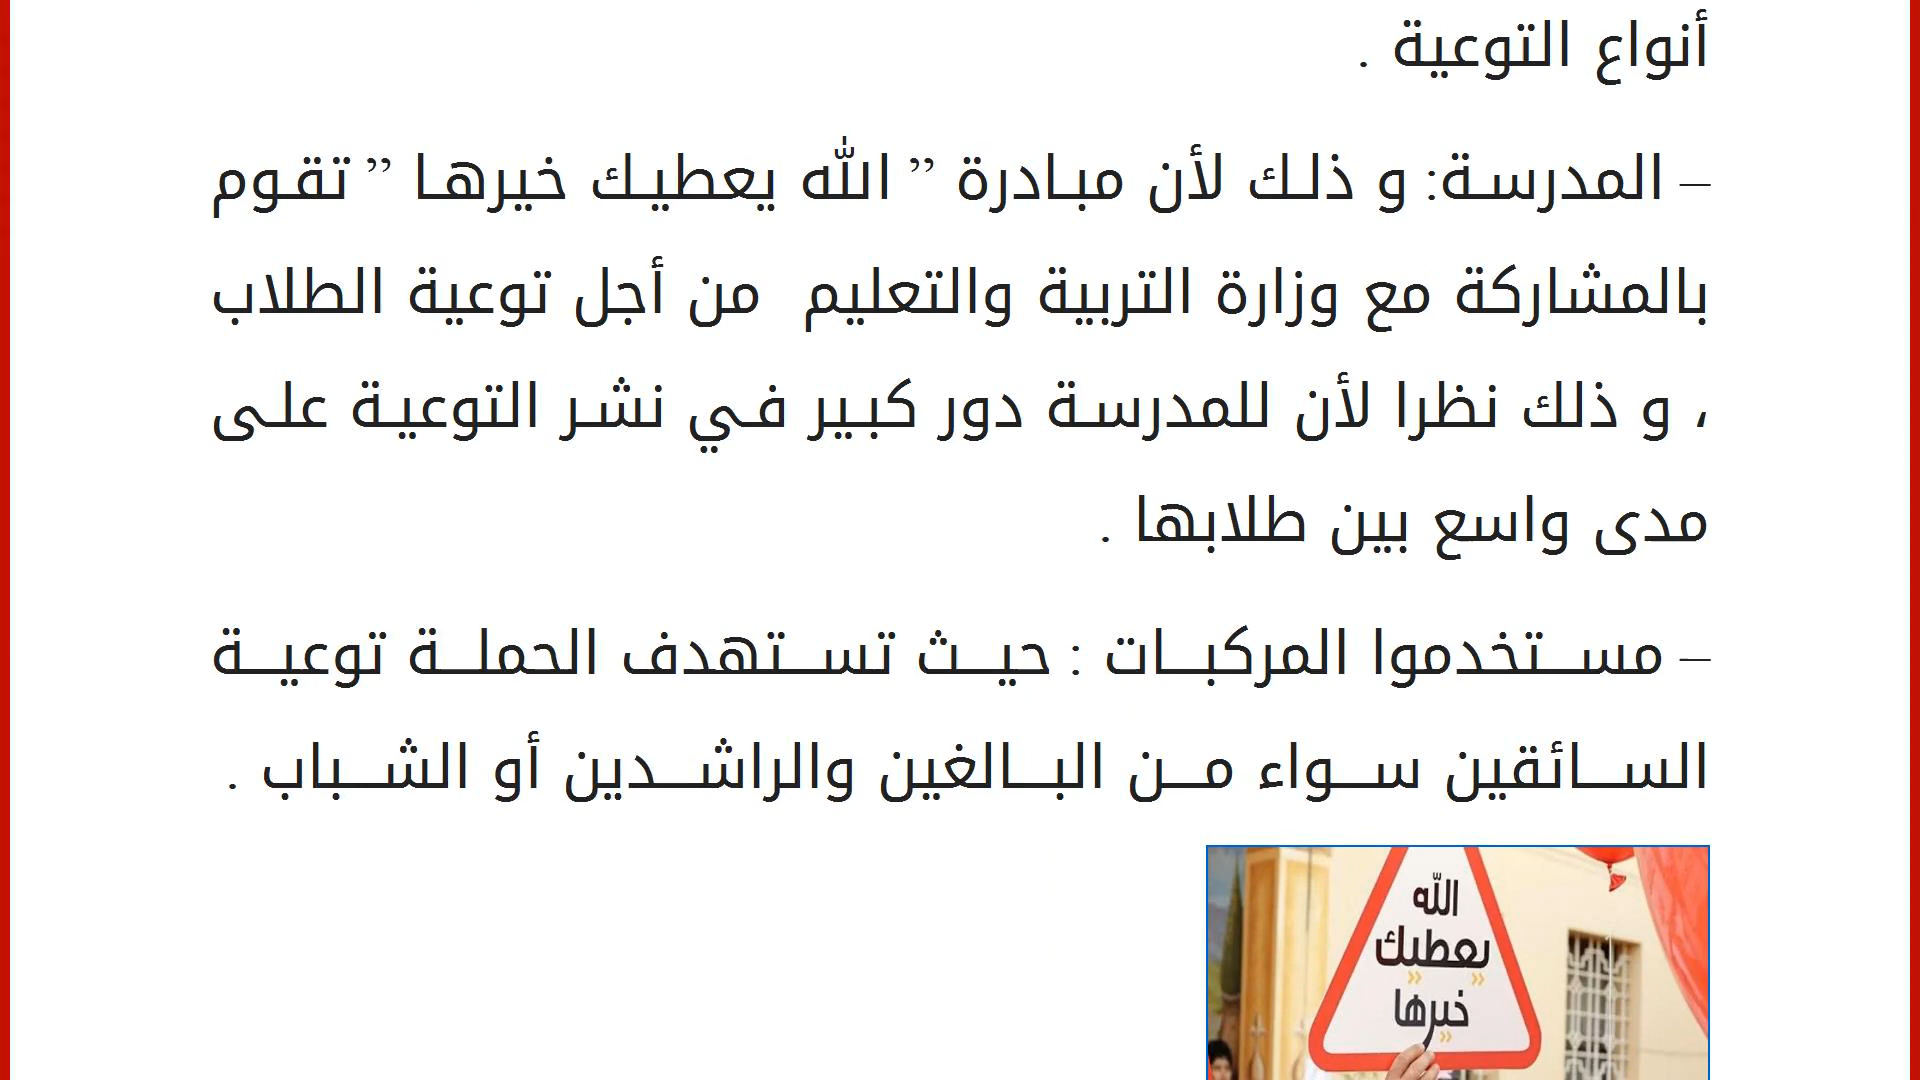 أنواع التوعية .
– المدرسة: و ذلك لأن مبادرة ” الله يعطيك خيرها ” تقوم
بالمشاركة مع وزارة التربية والتعليم من أجل توعية الطلاب
، و ذلك نظرا لأن للمدرسة دور كبير في نشر التوعية على
مدى واسع بين طلابها .
– مستخدموا المركبات : حيث تستهدف الحملة توعية
السائقين سواء من البالغين والراشدين أو الشباب .
الله
يعطيك
خيرها